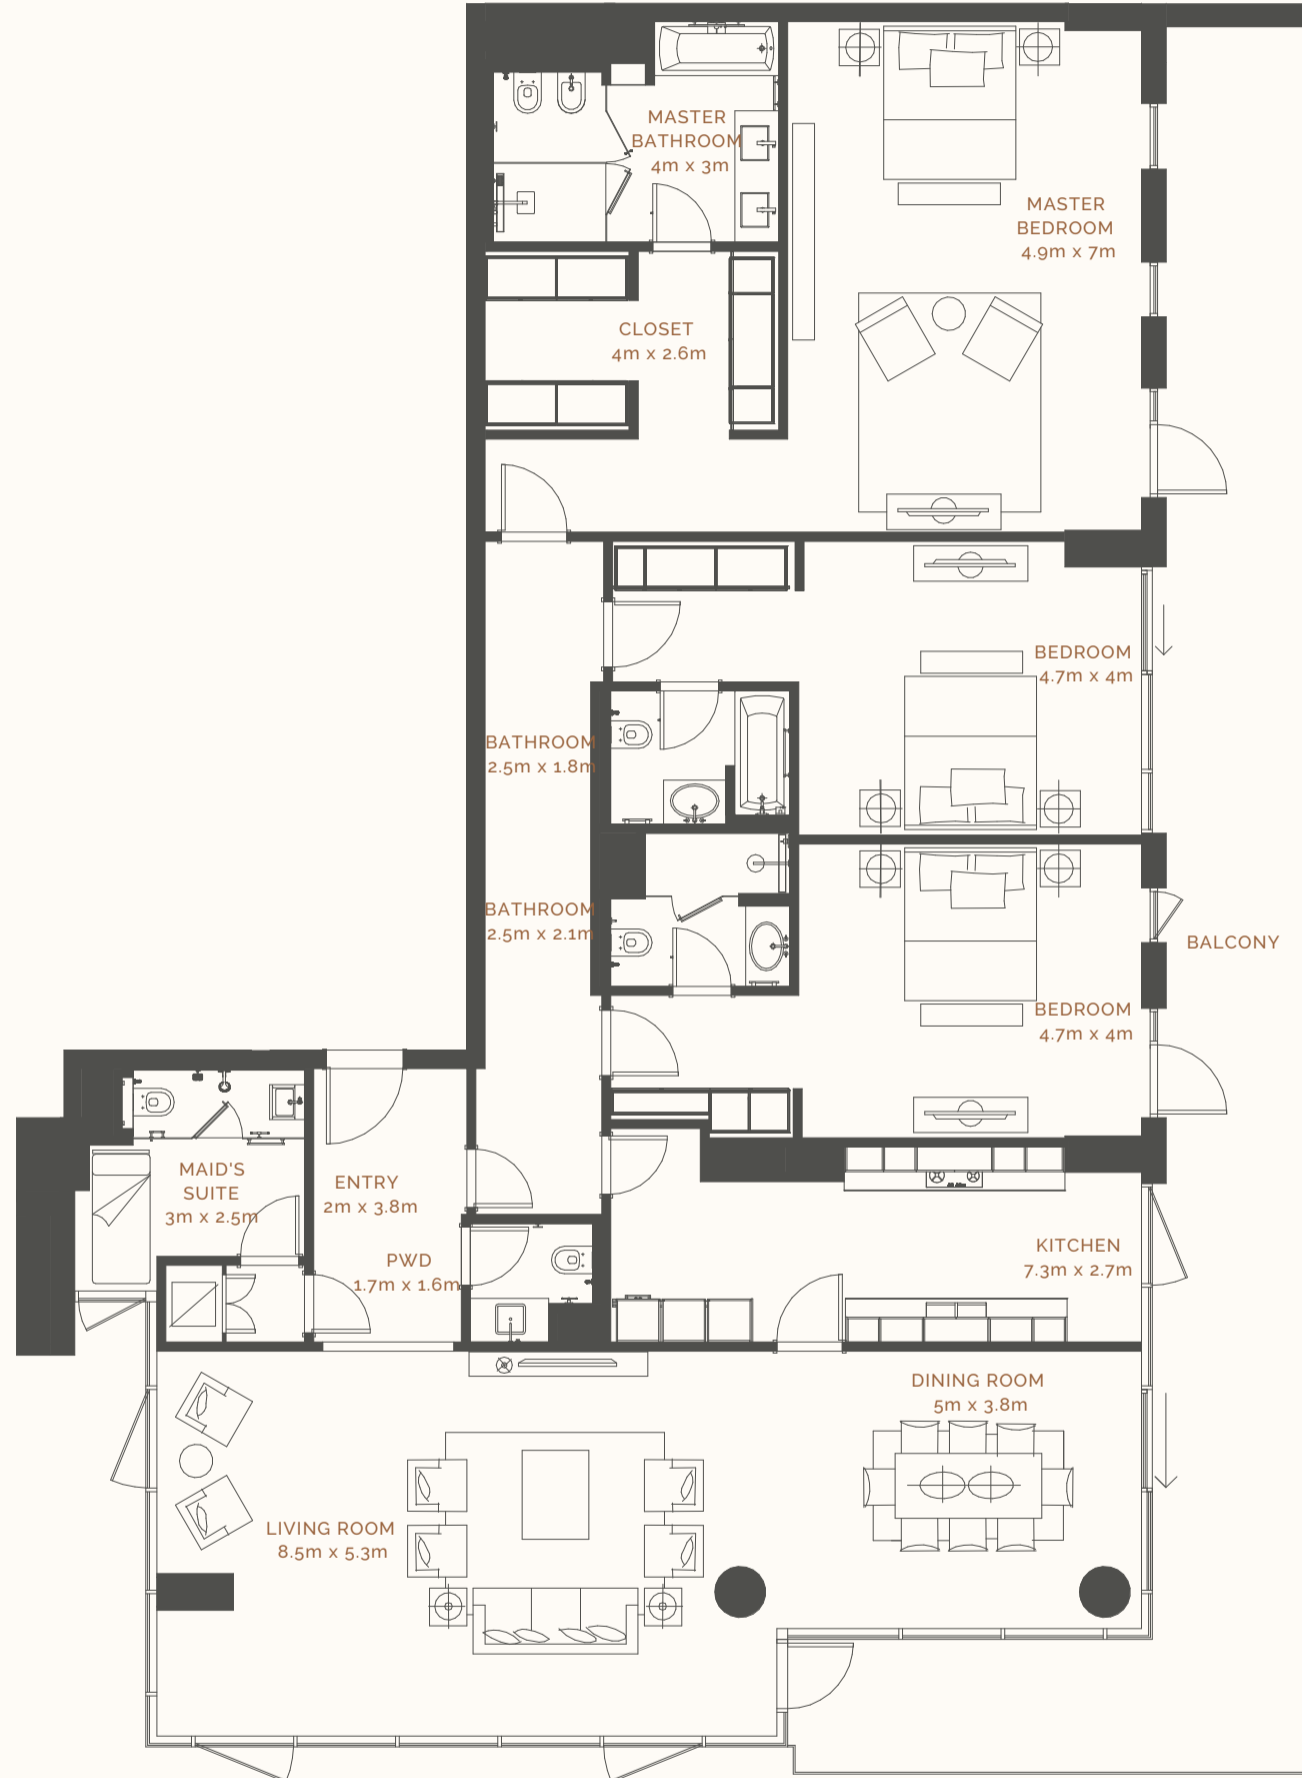 MASTER
BATHROOM
4m x 3m
MASTER
BEDROOM
4.9m x 7m
CLOSET
4m x 2.6m
BEDROOM
4.7m x 4m
BATHROOM
2.5m x 1.8m
BATHROOM
2.5m x 2.1m
BALCONY
BEDROOM
4.7m x 4m
MAID'S
SUITE
3m x 2.5m
ENTRY
2m x 3.8m
PWD
1.7m x 1.6m
KITCHEN
7.3m x 2.7m
DINING ROOM
5m x 3.8m
LIVING ROOM
8.5m x 5.3m